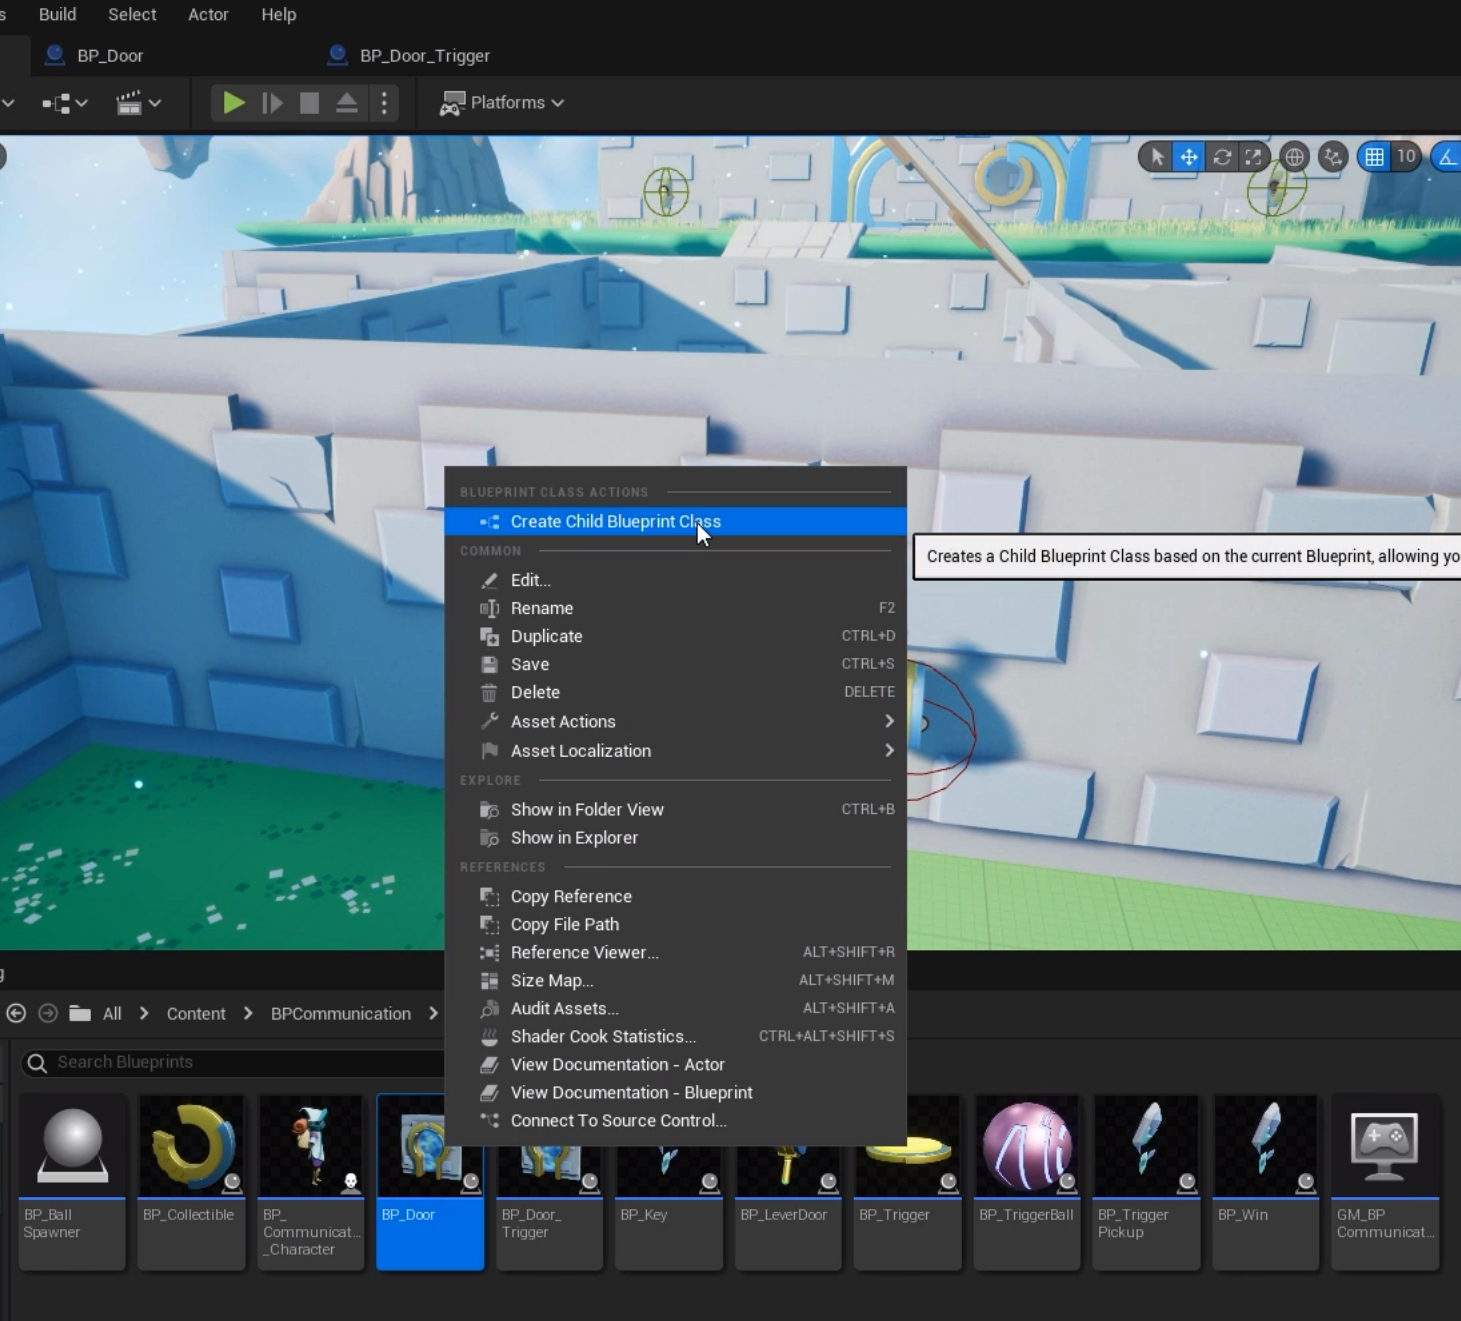 Build Select Actor Help
BP_Door BP_Door_Trigger
Platforms
10
BLUEPRINT CLASS ACTIONS
Create Child Blueprint Class
Creates a Child Blueprint Class based on the current Blueprint, allowing yo
COMMON
Edit...
Rename F2
Duplicate CTRL+D
Save CTRL+S
Delete DELETE
Asset Actions
Asset Localization
EXPLORE
Show in Folder View CTRL+B
Show in Explorer
REFERENCES
Copy Reference
Copy File Path
Reference Viewer... ALT+SHIFT+R
Size Map... ALT+SHIFT+M
Audit Assets... ALT+SHIFT+A
Shader Cook Statistics... CTRL+ALT+SHIFT+S
View Documentation - Actor
View Documentation - Blueprint
Connect To Source Control...
All Content BPCommunication
Search Blueprints
BP_Ball
Spawner
BP_Collectible
BP_
Communicat...
_Character
BP_Door
BP_Door_
Trigger
BP_Key
BP_LeverDoor
BP_Trigger
BP_TriggerBall
BP_Trigger
Pickup
BP_Win
GM_BP
Communicat...